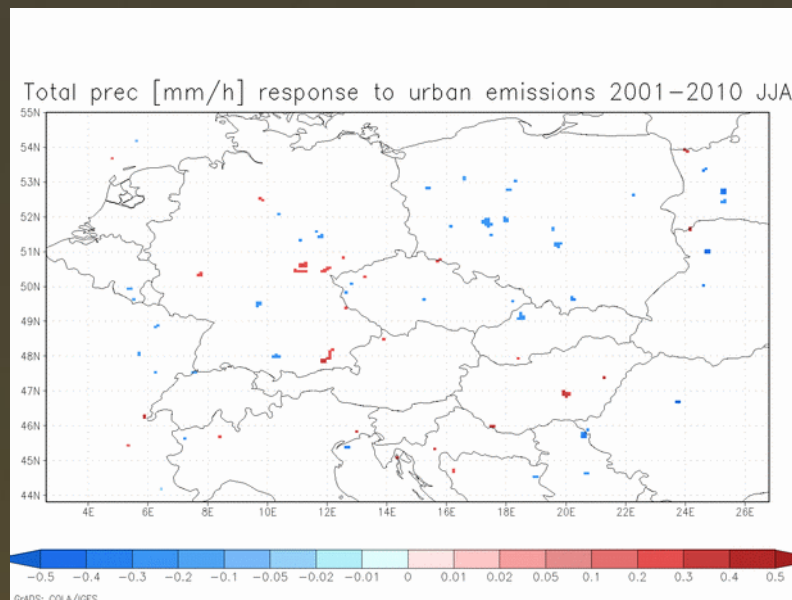 Total prec [mm/h] response to urban emissions 2001-2010 JJA
55N
54N
53N
52N
51N
50N
49N
48N
47N
46N
45N
44N
4E 6E 8E 10E 12E 14E 16E 18E 20E 22E 24E 26E
-0.5 -0.4 -0.3 -0.2 -0.1 -0.05 -0.02 -0.01 0 0.01 0.02 0.05 0.1 0.2 0.3 0.4 0.5
GrADS: COLA/IGES